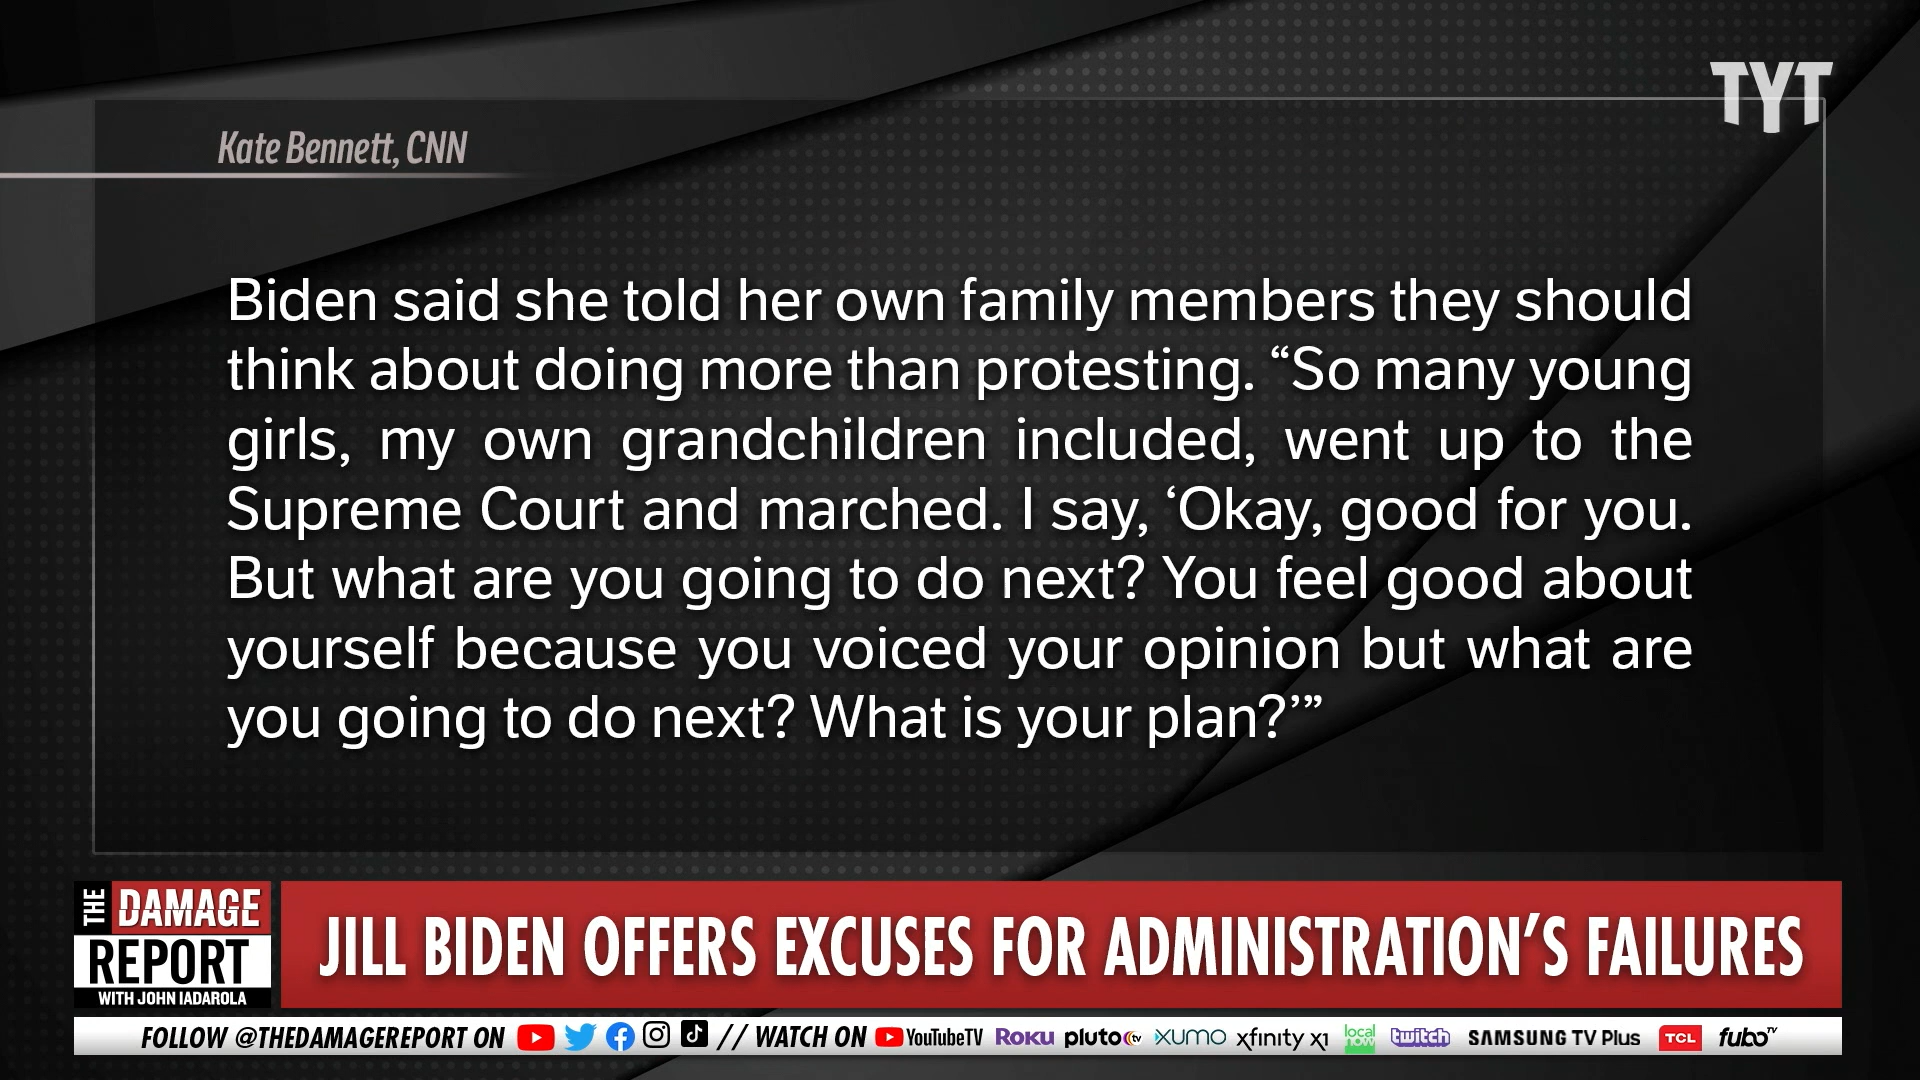 TYT
Kate Bennett, CNN
Biden said she told her own family members they should
think about doing more than protesting. “So many young
girls, my own grandchildren included, went up to the
Supreme Court and marched. I say, ‘Okay, good for you.
But what are you going to do next? You feel good about
yourself because you voiced your opinion but what are
you going to do next? What is your plan?’”
THE DAMAGE
REPORT
WITH JOHN IADAROLA
JILL BIDEN OFFERS EXCUSES FOR ADMINISTRATION’S FAILURES
FOLLOW @THEDAMAGEREPORT ON // WATCH ON YouTubeTV ROKU pluto tv XUMO xfinity x1 local now twitch SAMSUNG TV Plus TCL fubo TV